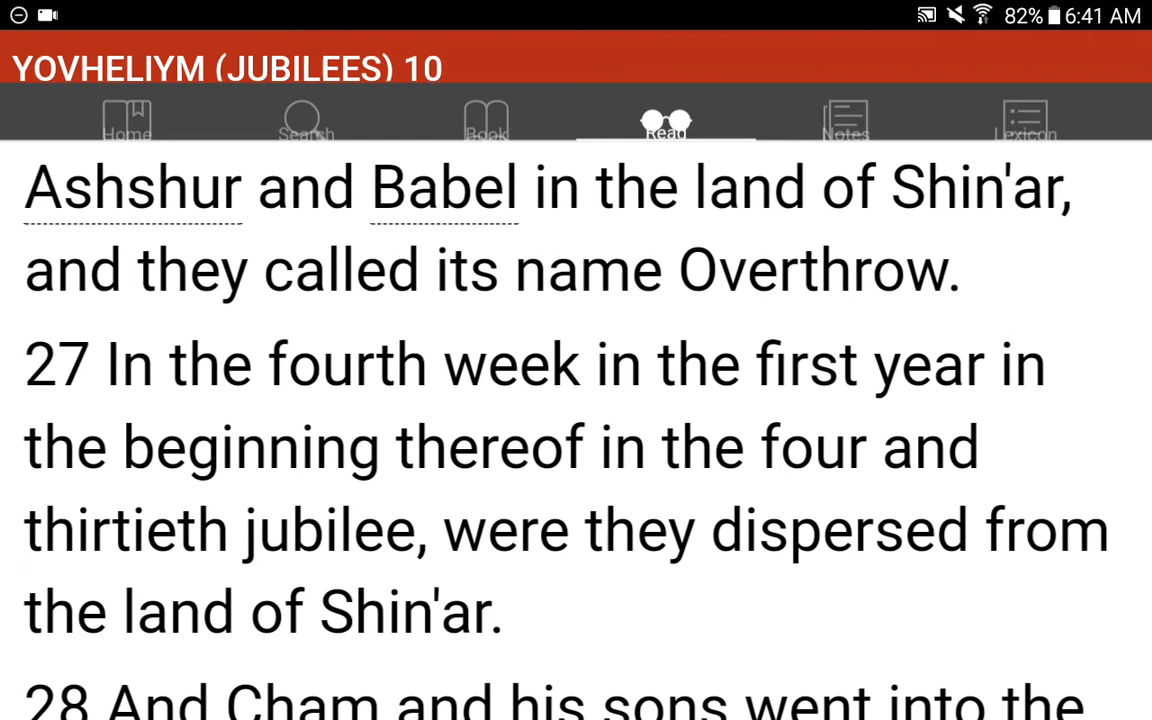 82% 6:41 AM
YOVHELIYM (JUBILEES) 10
Home Search Book Read Notes Lexicon
Ashshur and Babel in the land of Shin'ar,
and they called its name Overthrow.
27 In the fourth week in the first year in
the beginning thereof in the four and
thirtieth jubilee, were they dispersed from
the land of Shin'ar.
28 And Cham and his sons went into the